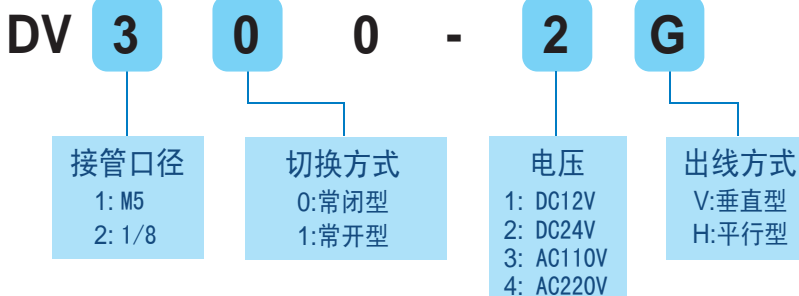 DV 3 0 0 - 2 G
接管口径
1: M5
2: 1/8
切换方式
0:常闭型
1:常开型
电压
1: DC12V
2: DC24V
3: AC110V
4: AC220V
出线方式
V:垂直型
H:平行型